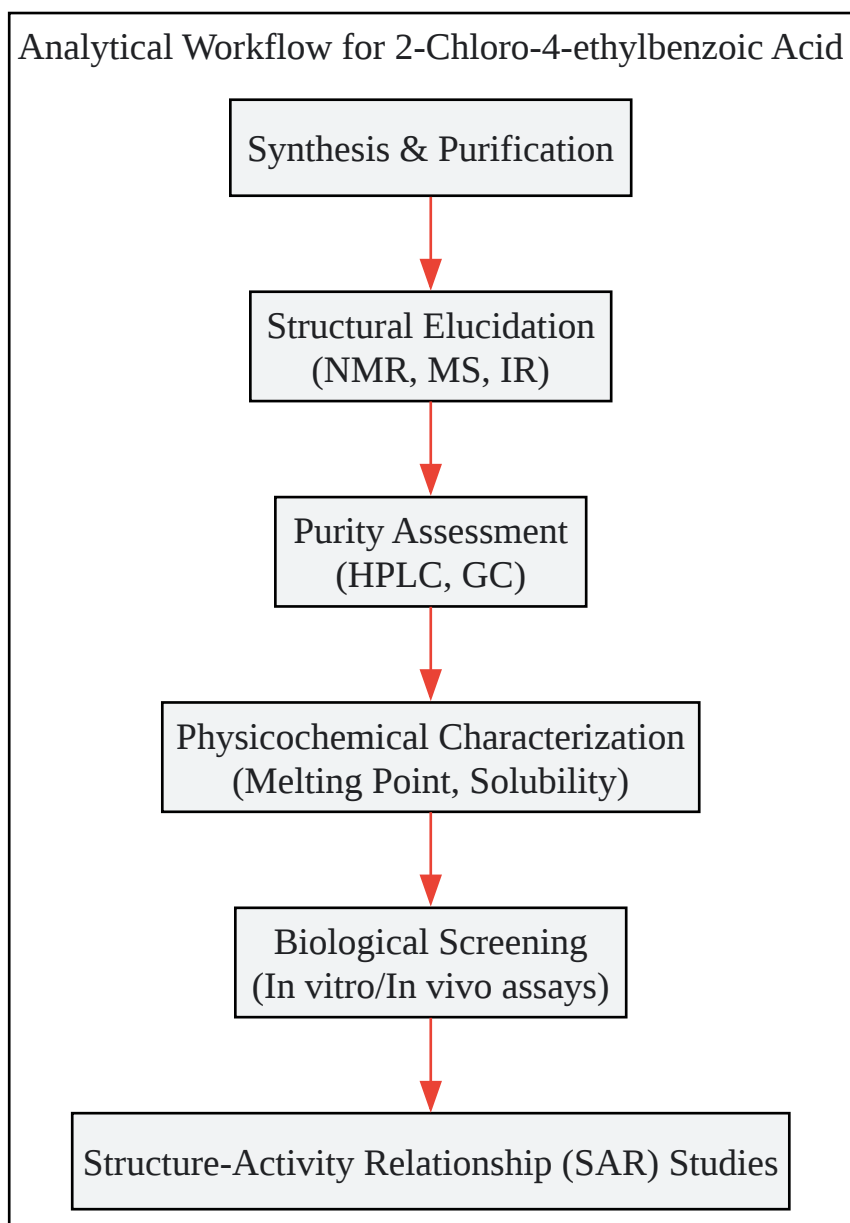 Analytical Workflow for 2-Chloro-4-ethylbenzoic Acid
Synthesis & Purification
Structural Elucidation
(NMR, MS, IR)
Purity Assessment
(HPLC, GC)
Physicochemical Characterization
(Melting Point, Solubility)
Biological Screening
(In vitro/In vivo assays)
Structure-Activity Relationship (SAR) Studies